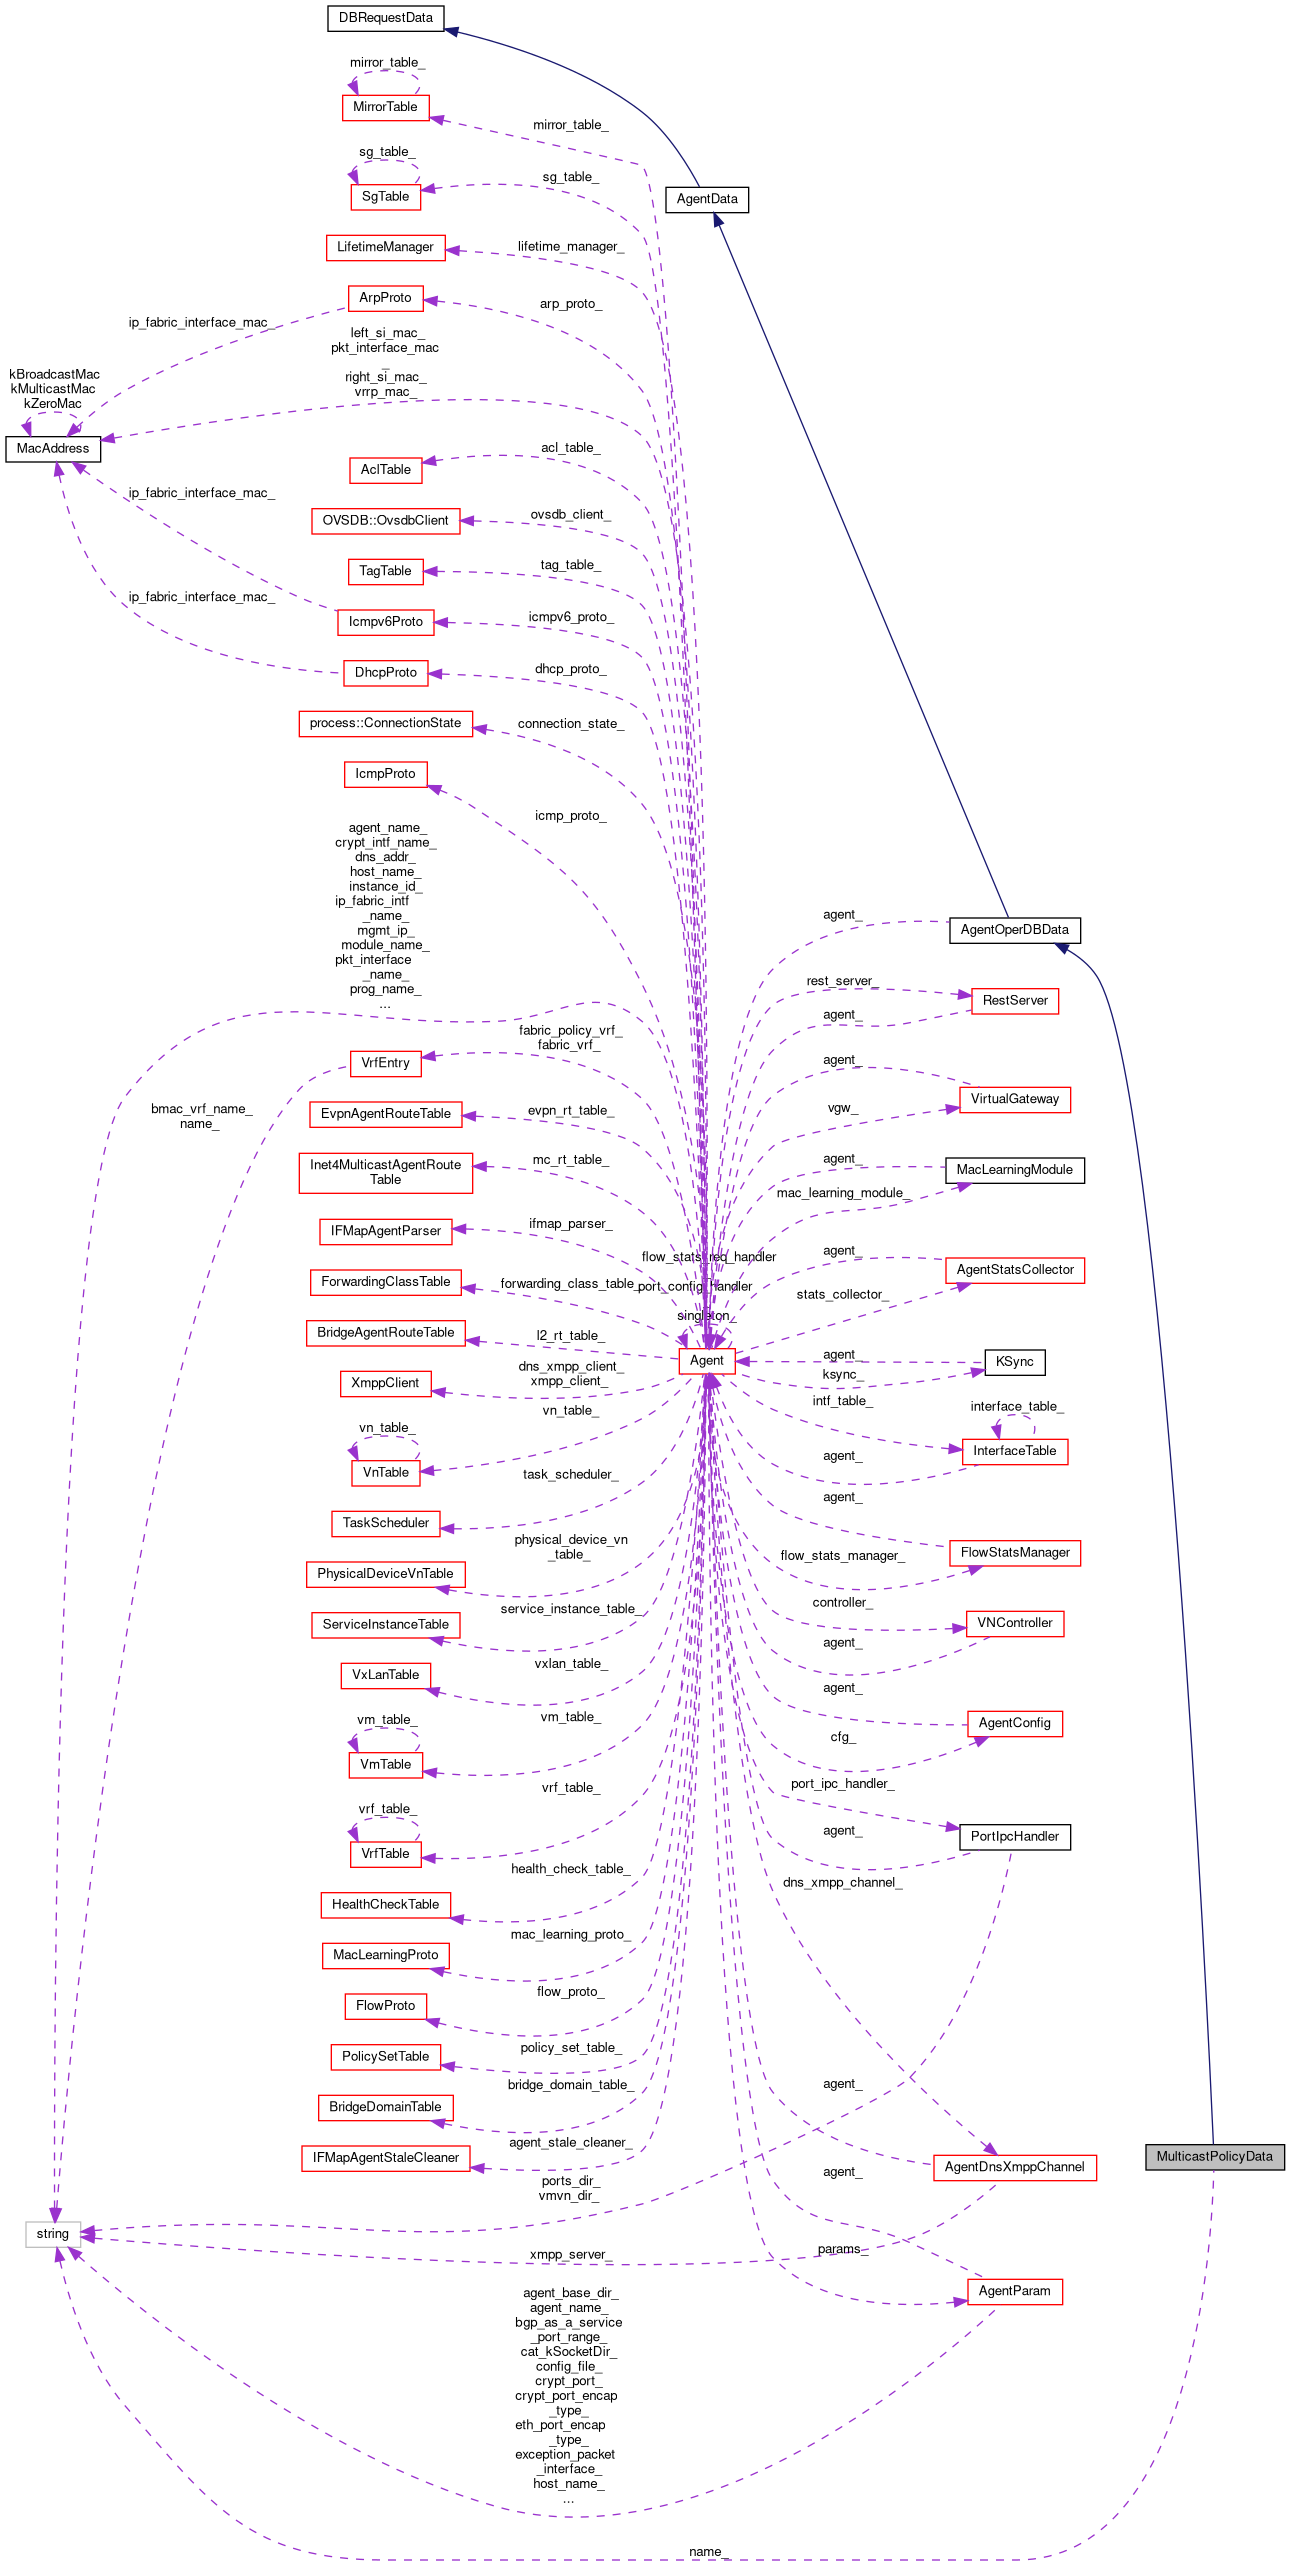 DBRequestData
mirror_table_
MirrorTable
mirror_table_
sg_table_
sg_table_
SgTable
AgentData
LifetimeManager
lifetime_manager_
ArpProto
arp_proto_
ip_fabric_interface_mac_
left_si_mac_
pkt_interface_mac
_
right_si_mac_
vrrp_mac_
kBroadcastMac
kMulticastMac
kZeroMac
MacAddress
acl_table_
AclTable
ip_fabric_interface_mac_
ovsdb_client_
OVSDB::OvsdbClient
tag_table_
TagTable
ip_fabric_interface_mac_
icmpv6_proto_
Icmpv6Proto
dhcp_proto_
DhcpProto
connection_state_
process::ConnectionState
IcmpProto
icmp_proto_
agent_name_
crypt_intf_name_
dns_addr_
host_name_
instance_id_
ip_fabric_intf
_name_
mgmt_ip_
module_name_
pkt_interface
_name_
prog_name_
...
agent_
AgentOperDBData
rest_server_
RestServer
agent_
fabric_policy_vrf_
fabric_vrf_
VrfEntry
bmac_vrf_name_
name_
agent_
VirtualGateway
vgw_
EvpnAgentRouteTable
evpn_rt_table_
Inet4MulticastAgentRoute
Table
mc_rt_table_
agent_
MacLearningModule
mac_learning_module_
IFMapAgentParser
ifmap_parser_
flow_stats_req_handler
_
port_config_handler
_
singleton_
agent_
AgentStatsCollector
stats_collector_
ForwardingClassTable
forwarding_class_table_
BridgeAgentRouteTable
l2_rt_table_
Agent
agent_
KSync
ksync_
XmppClient
dns_xmpp_client_
xmpp_client_
intf_table_
interface_table_
InterfaceTable
agent_
vn_table_
vn_table_
VnTable
task_scheduler_
TaskScheduler
agent_
FlowStatsManager
flow_stats_manager_
physical_device_vn
_table_
PhysicalDeviceVnTable
service_instance_table_
ServiceInstanceTable
controller_
VNController
agent_
vxlan_table_
VxLanTable
agent_
AgentConfig
cfg_
vm_table_
vm_table_
VmTable
vrf_table_
vrf_table_
VrfTable
port_ipc_handler_
PortIpcHandler
agent_
health_check_table_
HealthCheckTable
dns_xmpp_channel_
mac_learning_proto_
MacLearningProto
flow_proto_
FlowProto
policy_set_table_
PolicySetTable
bridge_domain_table_
BridgeDomainTable
agent_
agent_stale_cleaner_
IFMapAgentStaleCleaner
AgentDnsXmppChannel
MulticastPolicyData
agent_
ports_dir_
vmvn_dir_
string
xmpp_server_
params_
AgentParam
agent_base_dir_
agent_name_
bgp_as_a_service
_port_range_
cat_kSocketDir_
config_file_
crypt_port_
crypt_port_encap
_type_
eth_port_encap
_type_
exception_packet
_interface_
host_name_
...
name_